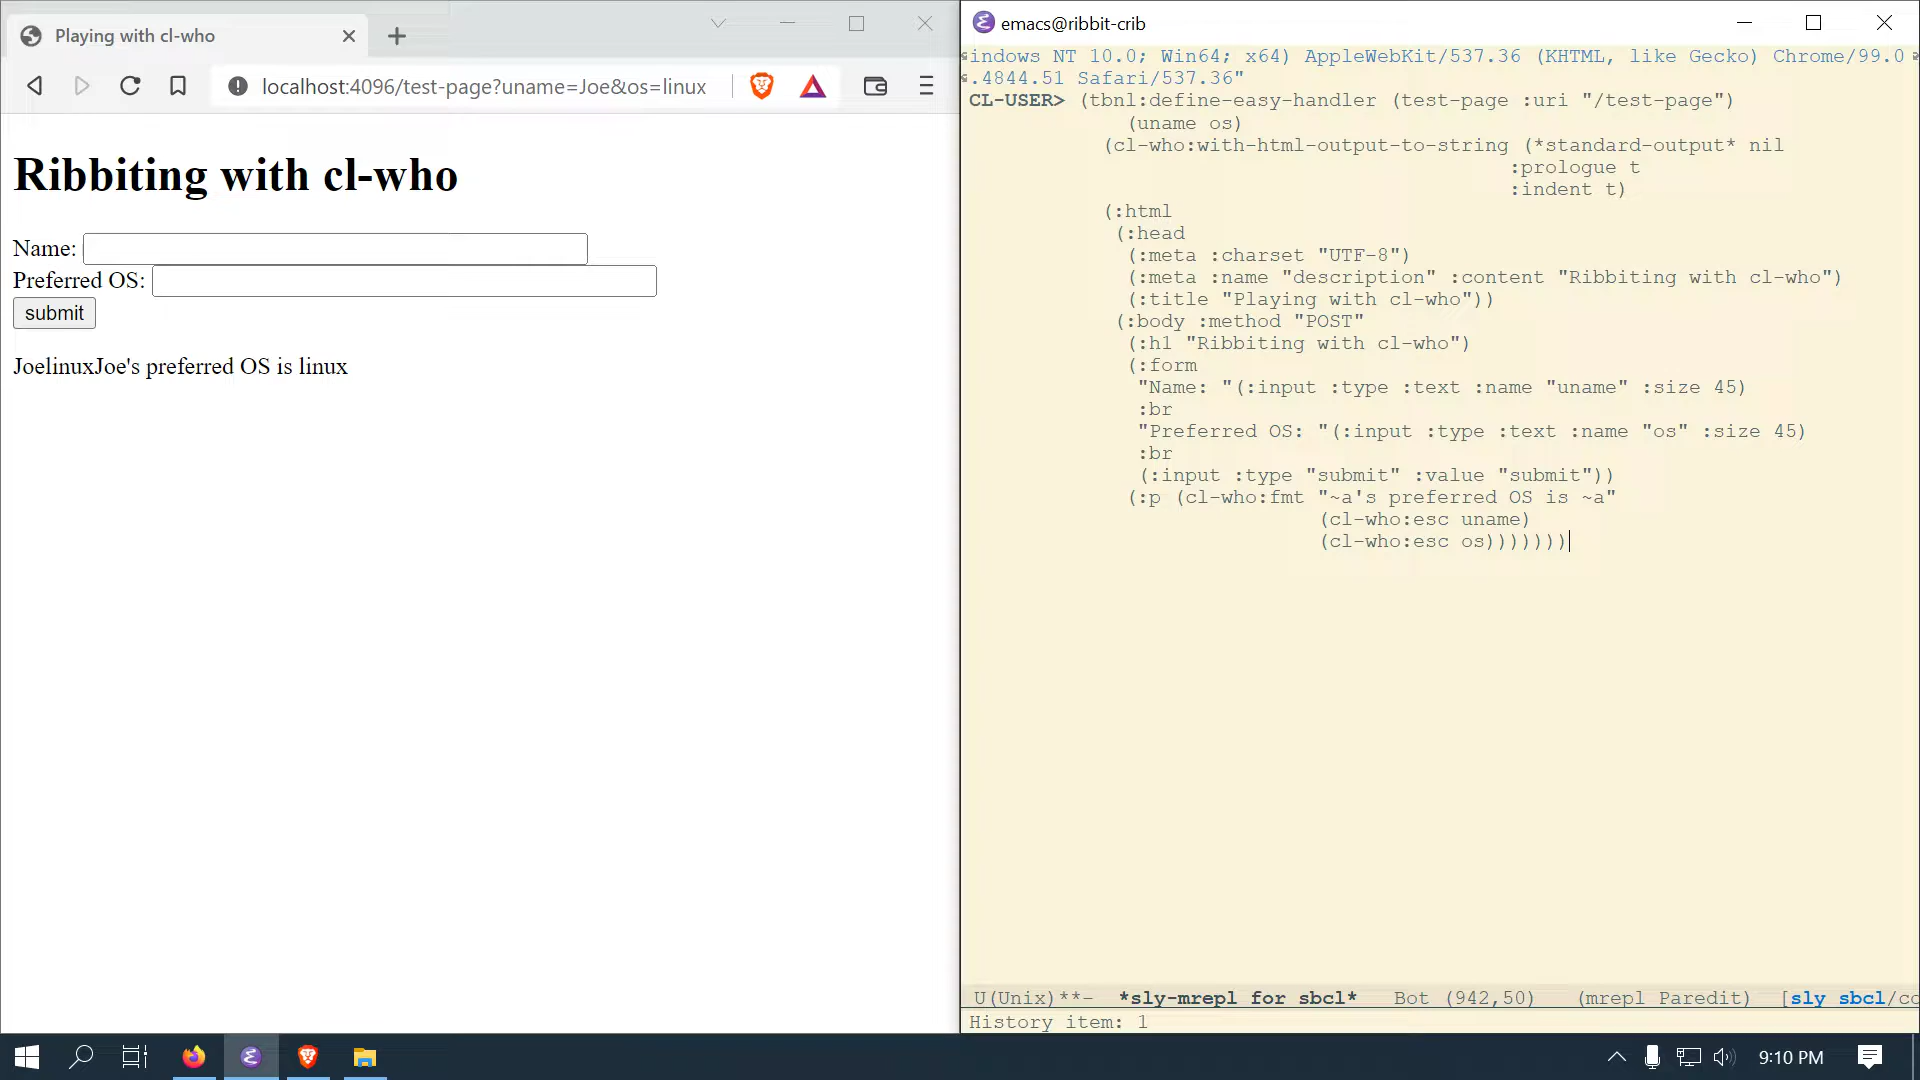 Playing with cl-who
localhost:4096/test-page?uname=Joe&os=linux
Ribbiting with cl-who
Name:
Preferred OS:
submit
JoelinuxJoe's preferred OS is linux
emacs@ribbit-crib
indows NT 10.0; Win64; x64) AppleWebKit/537.36 (KHTML, like Gecko) Chrome/99.0
.4844.51 Safari/537.36"
CL-USER> (tbnl:define-easy-handler (test-page :uri "/test-page")
(uname os)
(cl-who:with-html-output-to-string (*standard-output* nil
:prologue t
:indent t)
(:html
(:head
(:meta :charset "UTF-8")
(:meta :name "description" :content "Ribbiting with cl-who")
(:title "Playing with cl-who"))
(:body :method "POST"
(:h1 "Ribbiting with cl-who")
(:form
"Name: "(:input :type :text :name "uname" :size 45)
:br
"Preferred OS: "(:input :type :text :name "os" :size 45)
:br
(:input :type "submit" :value "submit"))
(:p (cl-who:fmt "~a's preferred OS is ~a"
(cl-who:esc uname)
(cl-who:esc os)))))))
U(Unix)**- *sly-mrepl for sbcl* Bot (942,50) (mrepl Paredit) [sly sbcl/co
History item: 1
9:10 PM